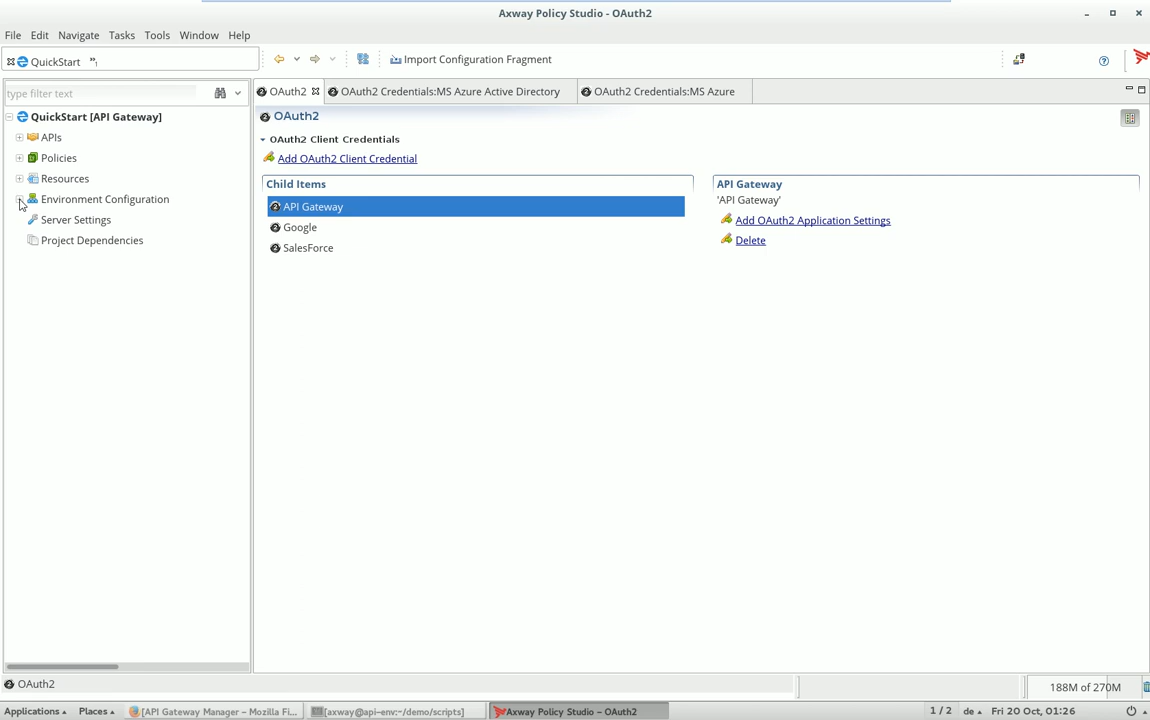 Axway Policy Studio - OAuth2
File Edit Navigate Tasks Tools Window Help
QuickStart
Import Configuration Fragment
type filter text
OAuth2
OAuth2 Credentials:MS Azure Active Directory
OAuth2 Credentials:MS Azure
QuickStart [API Gateway]
APIs
Policies
Resources
Environment Configuration
Server Settings
Project Dependencies
OAuth2
OAuth2 Client Credentials
Add OAuth2 Client Credential
Child Items
API Gateway
Google
SalesForce
API Gateway
'API Gateway'
Add OAuth2 Application Settings
Delete
OAuth2
188M of 270M
Applications Places [API Gateway Manager – Mozilla Fi... [axway@api-env:~/demo/scripts] Axway Policy Studio – OAuth2 1 / 2 de Fri 20 Oct, 01:26